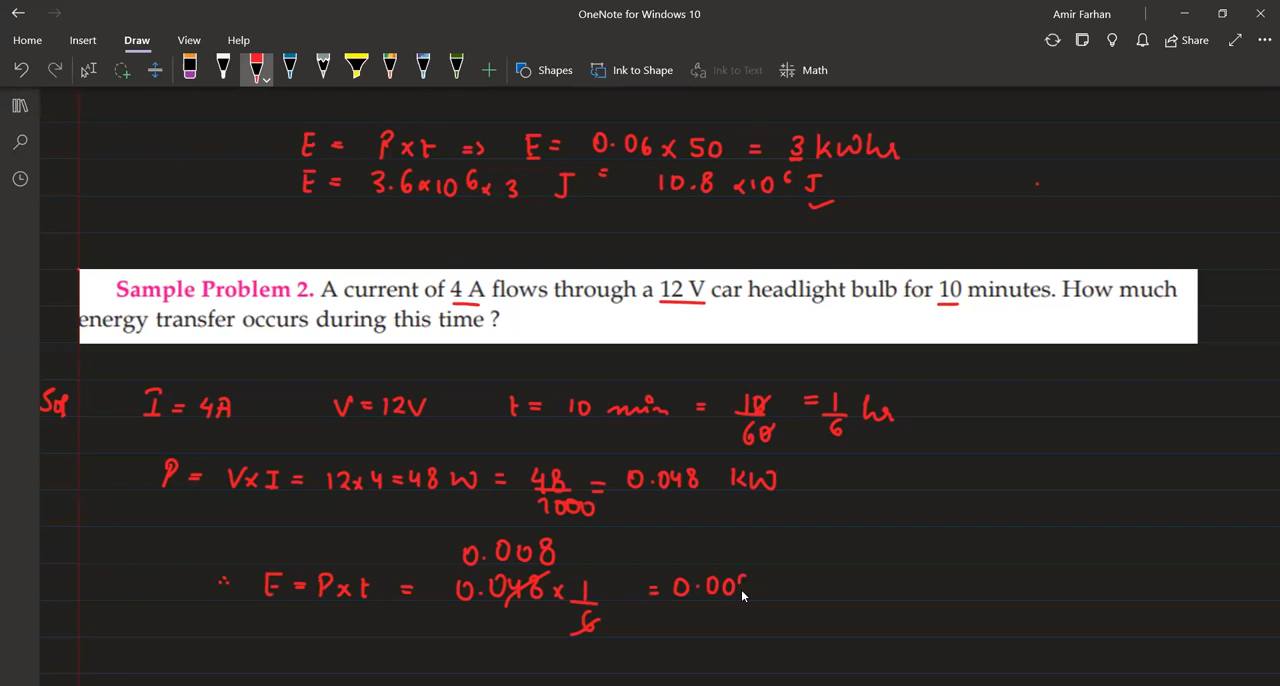 OneNote for Windows 10
Amir Farhan
Home Insert Draw View Help
Share
Shapes Ink to Shape Ink to Text Math
E = P x t => E = 0.06 x 50 = 3 kWhr
E = 3.6 x 10^6 x 3 J = 10.8 x 10^6 J
Sample Problem 2. A current of 4 A flows through a 12 V car headlight bulb for 10 minutes. How much
energy transfer occurs during this time ?
Sol I = 4A V = 12V t = 10 min = 10/60 = 1/6 hr
P = V x I = 12 x 4 = 48 W = 48/1000 = 0.048 kW
0.008
∴ E = P x t = 0.048 x 1/6 = 0.00